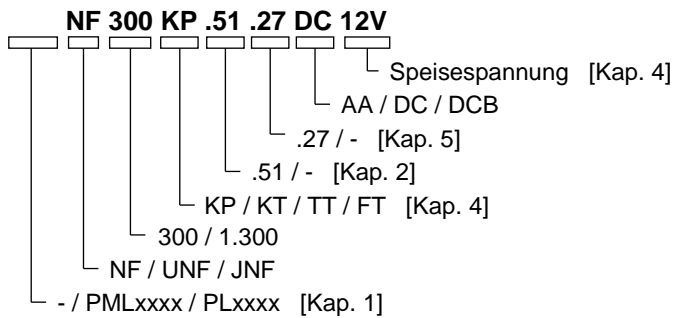 NF 300 KP .51 .27 DC 12V
Speisespannung [Kap. 4]
AA / DC / DCB
.27 / - [Kap. 5]
.51 / - [Kap. 2]
KP / KT / TT / FT [Kap. 4]
300 / 1.300
NF / UNF / JNF
- / PMLxxxx / PLxxxx [Kap. 1]